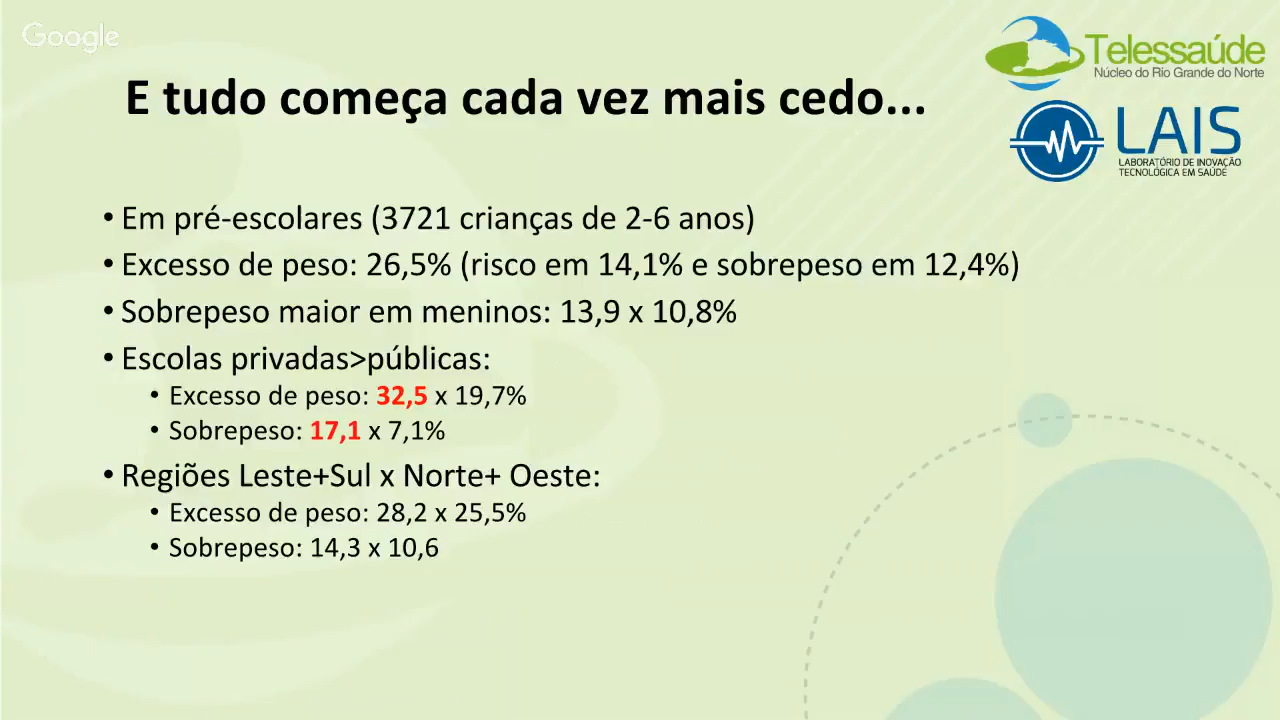 Google
Telessaúde
Núcleo do Rio Grande do Norte
E tudo começa cada vez mais cedo...
LAIS
LABORATÓRIO DE INOVAÇÃO
TECNOLÓGICA EM SAÚDE
• Em pré-escolares (3721 crianças de 2-6 anos)
• Excesso de peso: 26,5% (risco em 14,1% e sobrepeso em 12,4%)
• Sobrepeso maior em meninos: 13,9 x 10,8%
• Escolas privadas>públicas:
• Excesso de peso: 32,5 x 19,7%
• Sobrepeso: 17,1 x 7,1%
• Regiões Leste+Sul x Norte+ Oeste:
• Excesso de peso: 28,2 x 25,5%
• Sobrepeso: 14,3 x 10,6